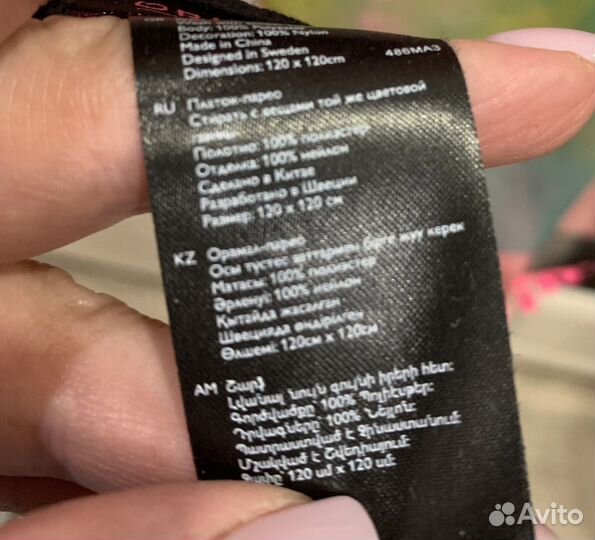 Body: 100% 
Decoration: 100% Nylon
Made in China
Designed in Sweden
Dimensions: 120 x 120cm
486MA3
RU Платок-парео
Стирать с вещами той же цветовой
Полотно: 100% полиэстер
Отделка: 100% нейлон
Сделано в Китае
Разработано в Швеции
Размер: 120 x 120 см
KZ Орамал-парео
Осы түстес заттармен бірге жуу керек
Матасы: 100% полиэстер
Әрленуі: 100% нейлон
Қытайда жасалған
Швецияда өндірілген
Өлшемі: 120см x 120см
AM Շարֆ
Լվանալ նույն գույնի իրերի հետ:
Գործվածքը 100% Պոլիէսթեր:
Դրվագները 100% Նեյլոն:
Պատրաստված է Չինաստանում:
Մշակված է Շվեդիայում:
Չափը 120 սմ x 120 սմ:
Avito